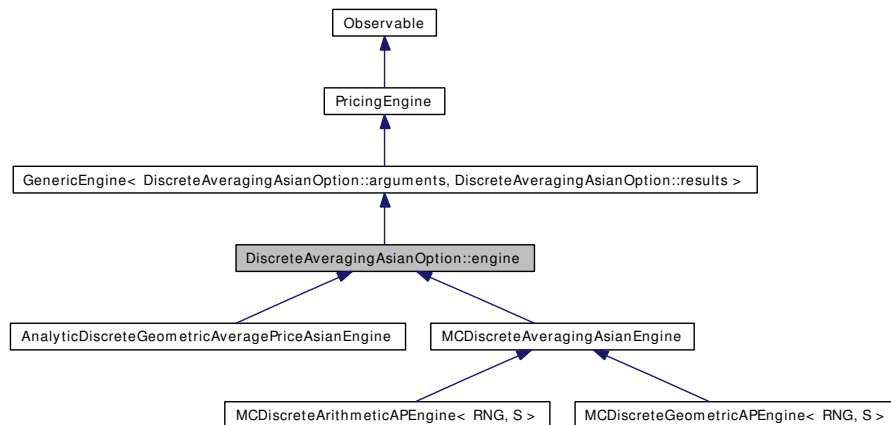 Observable
PricingEngine
GenericEngine< DiscreteAveragingAsianOption::arguments, DiscreteAveragingAsianOption::results >
DiscreteAveragingAsianOption::engine
AnalyticDiscreteGeometricAveragePriceAsianEngine
MCDiscreteAveragingAsianEngine
MCDiscreteArithmeticAPEngine< RNG, S >
MCDiscreteGeometricAPEngine< RNG, S >